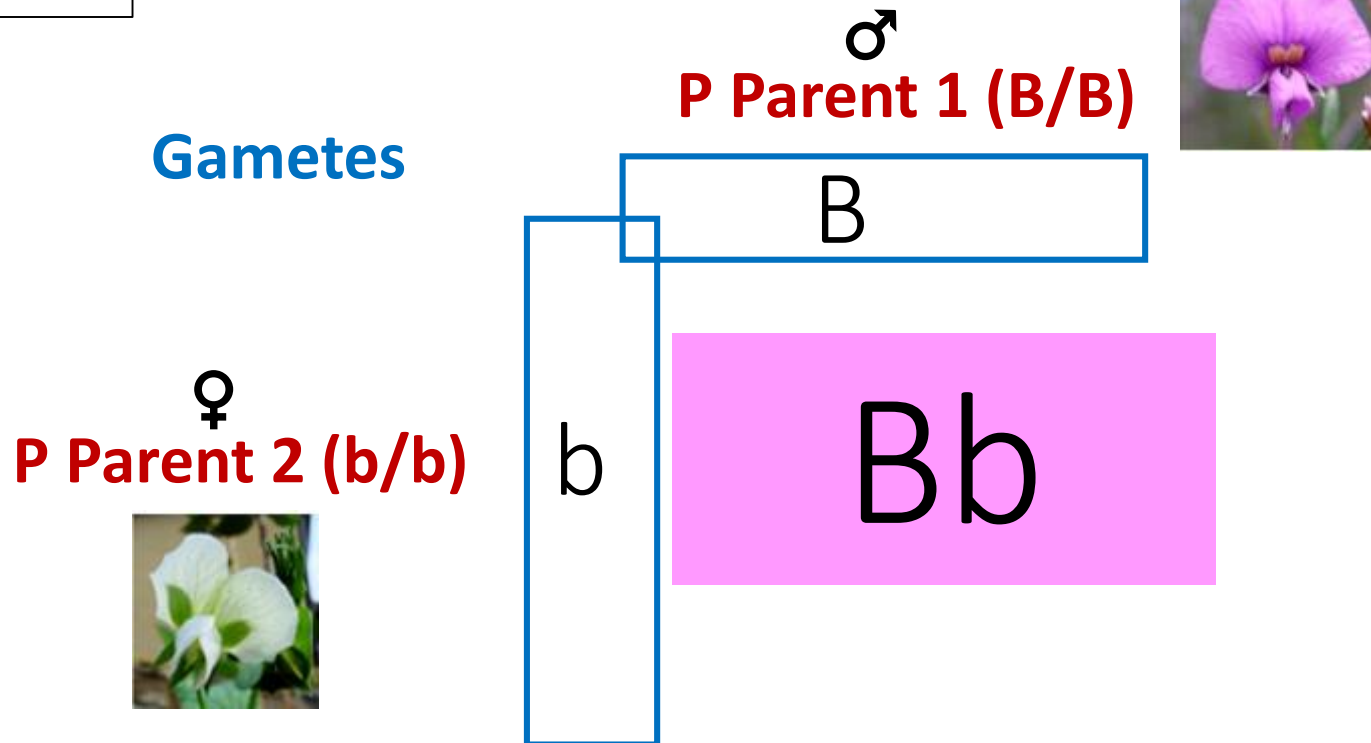 ♂
P Parent 1 (B/B)
Gametes
B
♀
P Parent 2 (b/b)
b
Bb